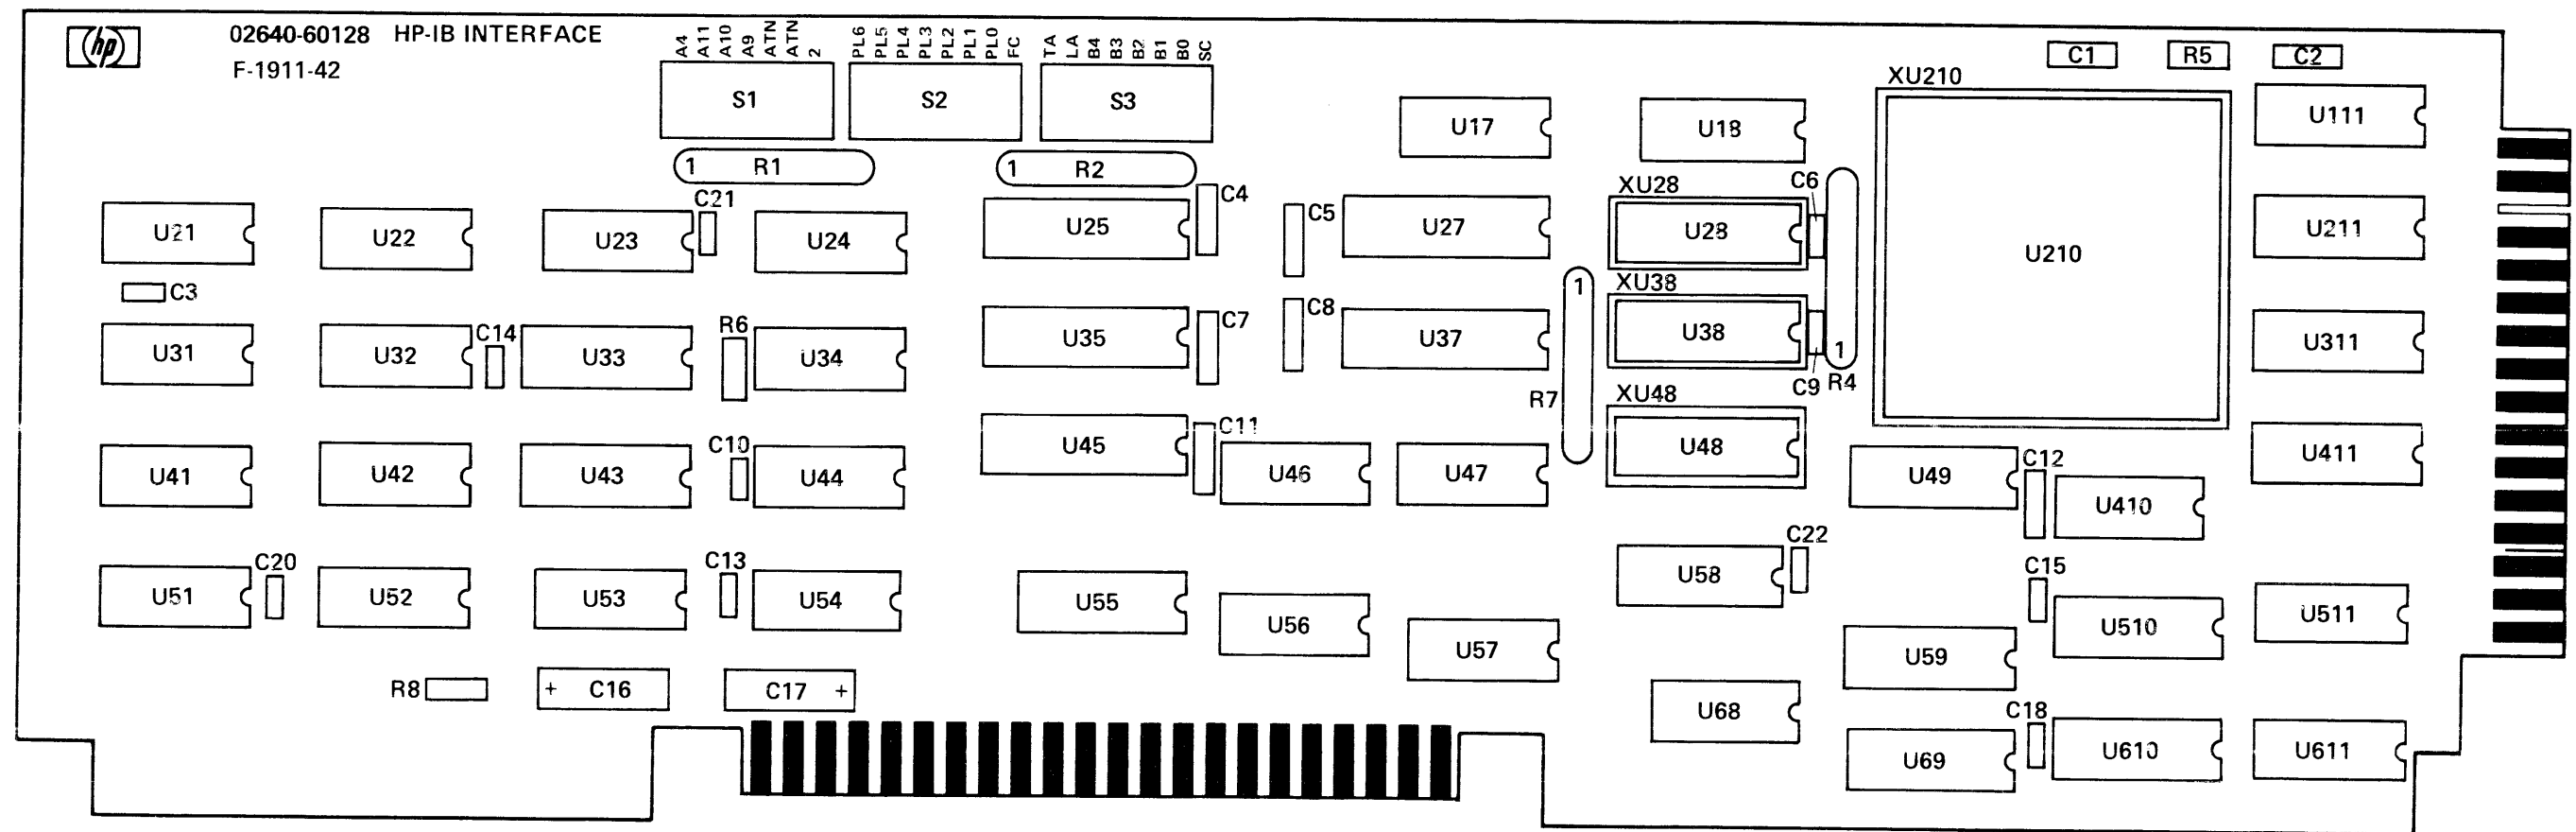 hp
02640-60128 HP-IB INTERFACE
F-1911-42
A4 A11 A10 A9 ATN ATN 2
PL6 PL5 PL4 PL3 PL2 PL1 PL0 FC
TA LA B4 B3 B2 B1 B0 SC
C1 R5 C2
S1 S2 S3
XU210
U17 U18 U111
1 R1 1 R2
C21 C4 C5 XU28 C6
U21 U22 U23 U24 U25 U27 U28 U210 U211
C3
1 XU38
C14 R6 C7 C8
U31 U32 U33 U34 U35 U37 U38 1 U311
R7 C9 R4
XU48
C10 C11
U41 U42 U43 U44 U45 U46 U47 U48 U49 C12 U410 U411
C20 C13 C22 C15
U51 U52 U53 U54 U55 U56 U57 U58 U59 U510 U511
R8 + C16 C17 +
U68 C18
U69 U610 U611